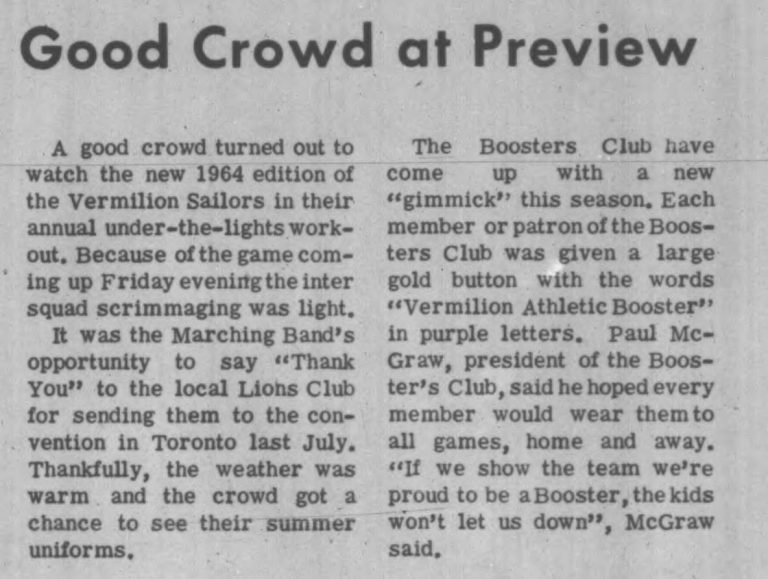 Good Crowd at Preview
A good crowd turned out to
watch the new 1964 edition of
the Vermilion Sailors in their
annual under-the-lights work-
out. Because of the game com-
ing up Friday evening the inter
squad scrimmaging was light.
It was the Marching Band's
opportunity to say "Thank
You" to the local Lions Club
for sending them to the con-
vention in Toronto last July.
Thankfully, the weather was
warm and the crowd got a
chance to see their summer
uniforms.
The Boosters Club have
come up with a new
"gimmick" this season. Each
member or patron of the Boos-
ters Club was given a large
gold button with the words
"Vermilion Athletic Booster"
in purple letters. Paul Mc-
Graw, president of the Boos-
ter's Club, said he hoped every
member would wear them to
all games, home and away.
"If we show the team we're
proud to be a Booster, the kids
won't let us down", McGraw
said.